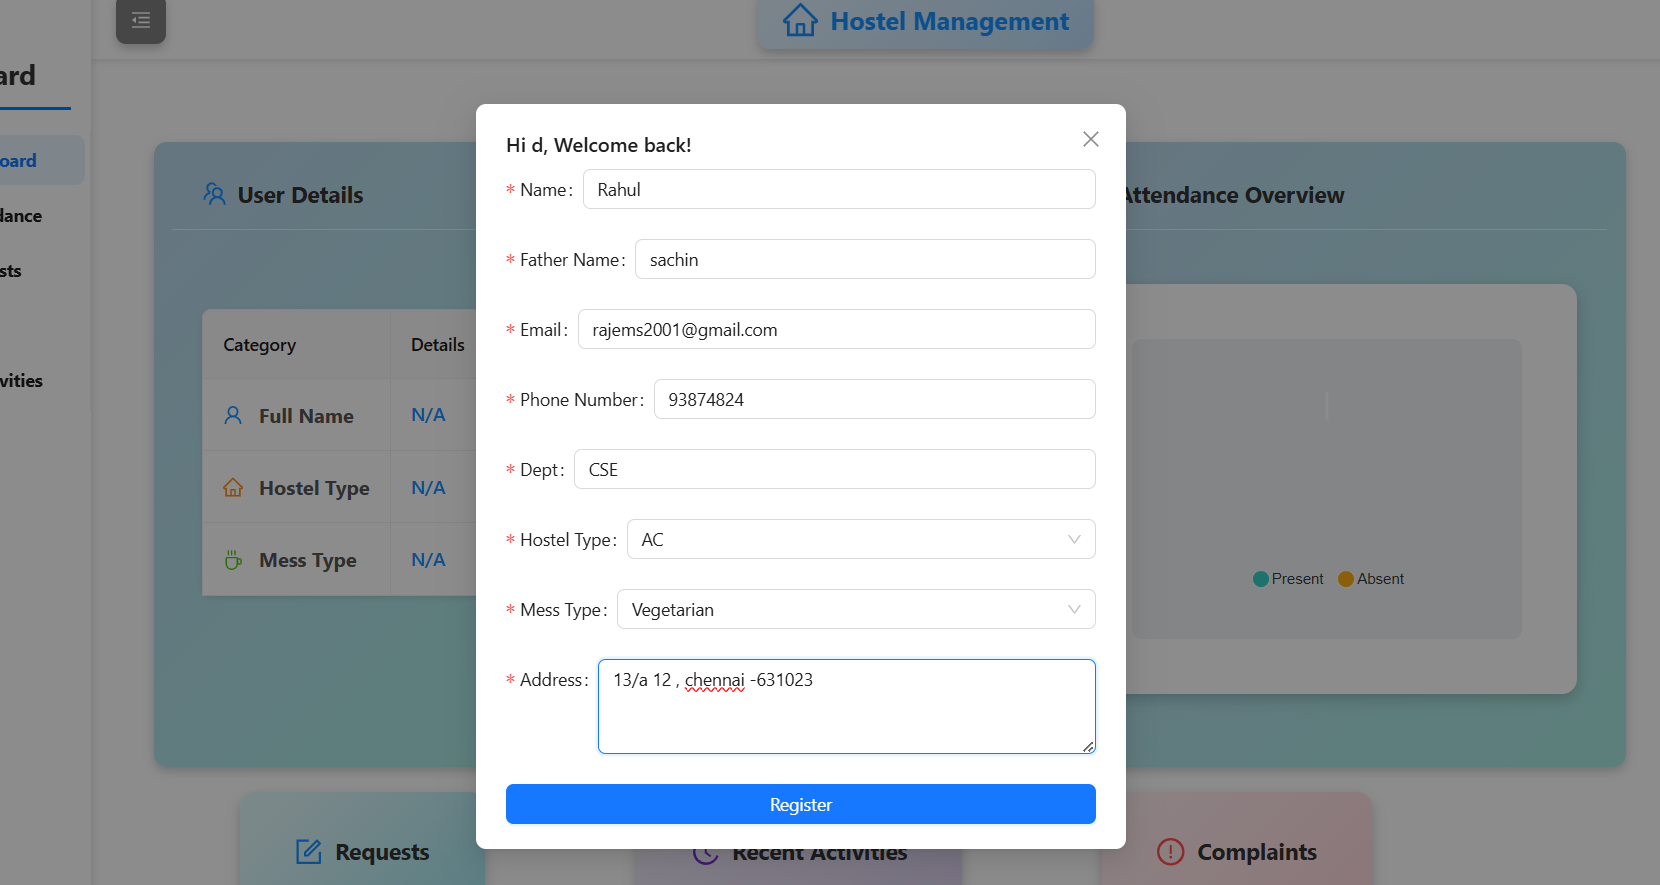 Hostel Management
ard
oard
dance
sts
vities
User Details
Category Details
Full Name N/A
Hostel Type N/A
Mess Type N/A
Hi d, Welcome back!
* Name: Rahul
* Father Name: sachin
* Email: rajems2001@gmail.com
* Phone Number: 93874824
* Dept: CSE
* Hostel Type: AC
* Mess Type: Vegetarian
* Address: 13/a 12 , chennai -631023
Register
Attendance Overview
Present Absent
Requests
Recent Activities
Complaints